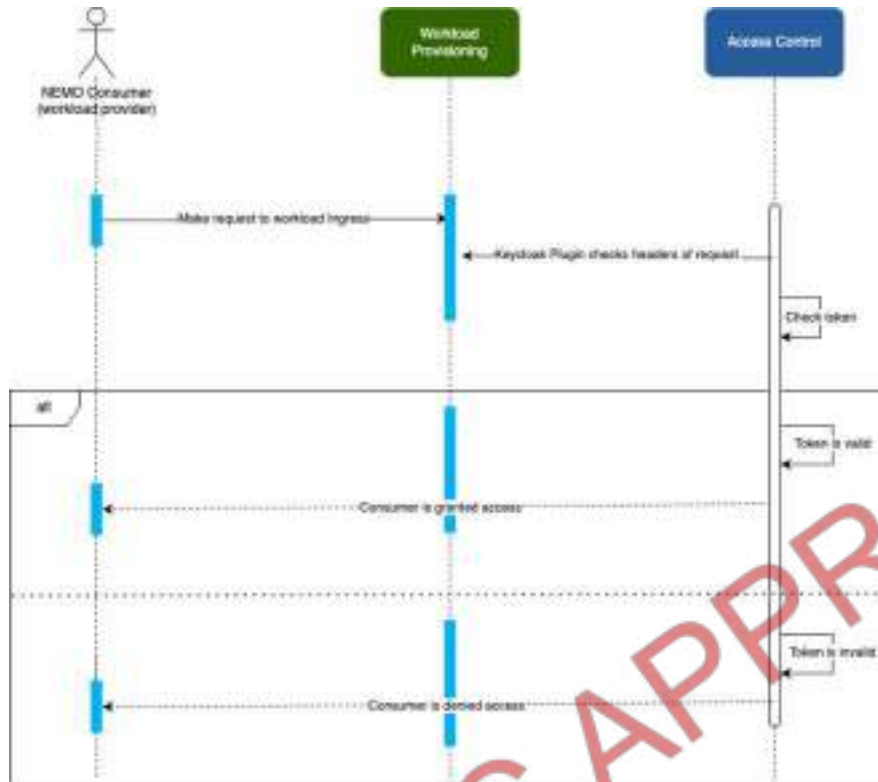 Workload
Provisioning
Access Control
NEMO Consumer
(workload provider)
Make request to workload ingress
Keycloak Plugin checks headers of request
Check token
alt
Token is valid
Consumer is granted access
Token is invalid
Consumer is denied access
C APPR